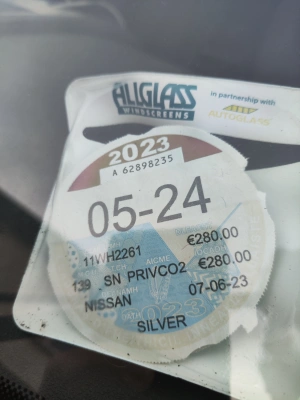 ALLGLASS
WINDSCREENS
in partnership with
AUTOGLASS
2023
A 62898235
05-24
11WH2261 €280.00
139 SN PRIVCO2 €280.00
NISSAN 07-06-23
SILVER